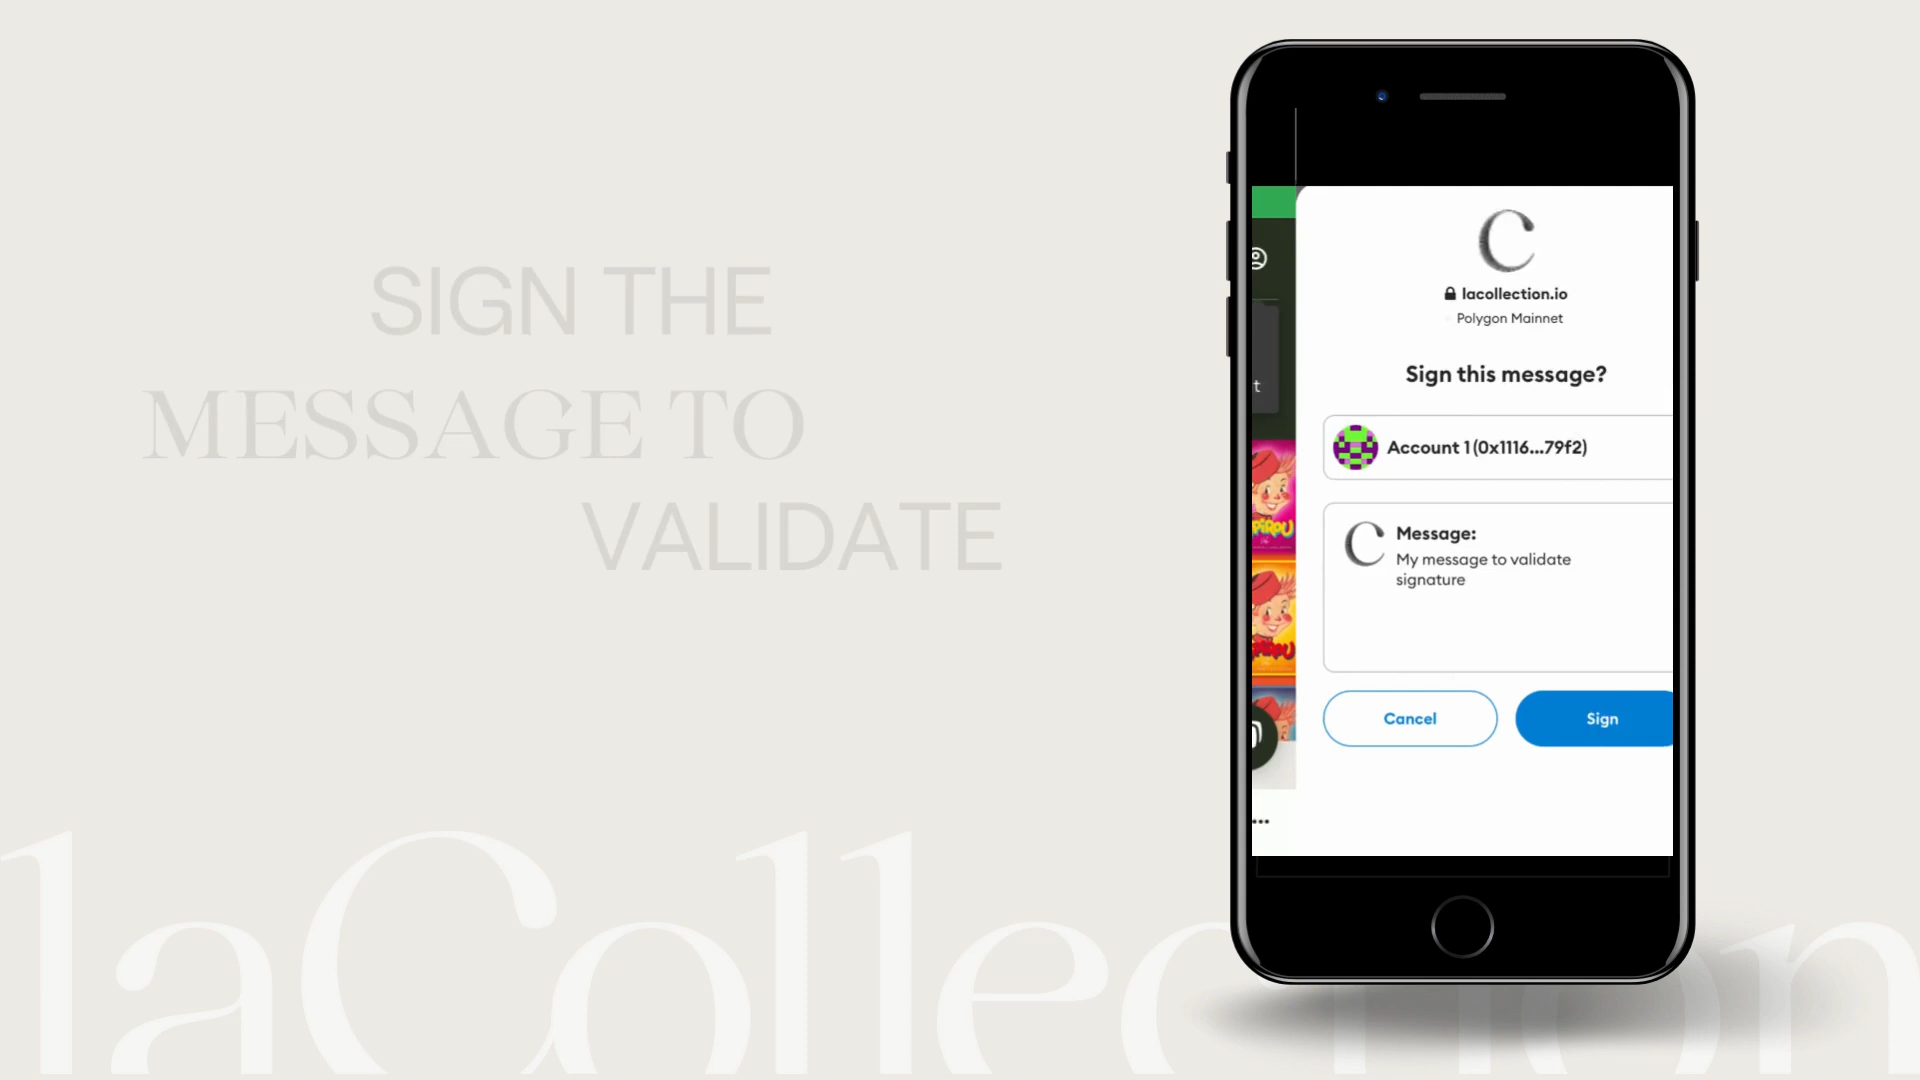 SIGN THE
MESSAGE TO
VALIDATE
C
lacollection.io
Polygon Mainnet
Sign this message?
Account 1 (0x1116...79f2)
C
Message:
My message to validate
signature
Cancel
Sign
t
...
laCollection